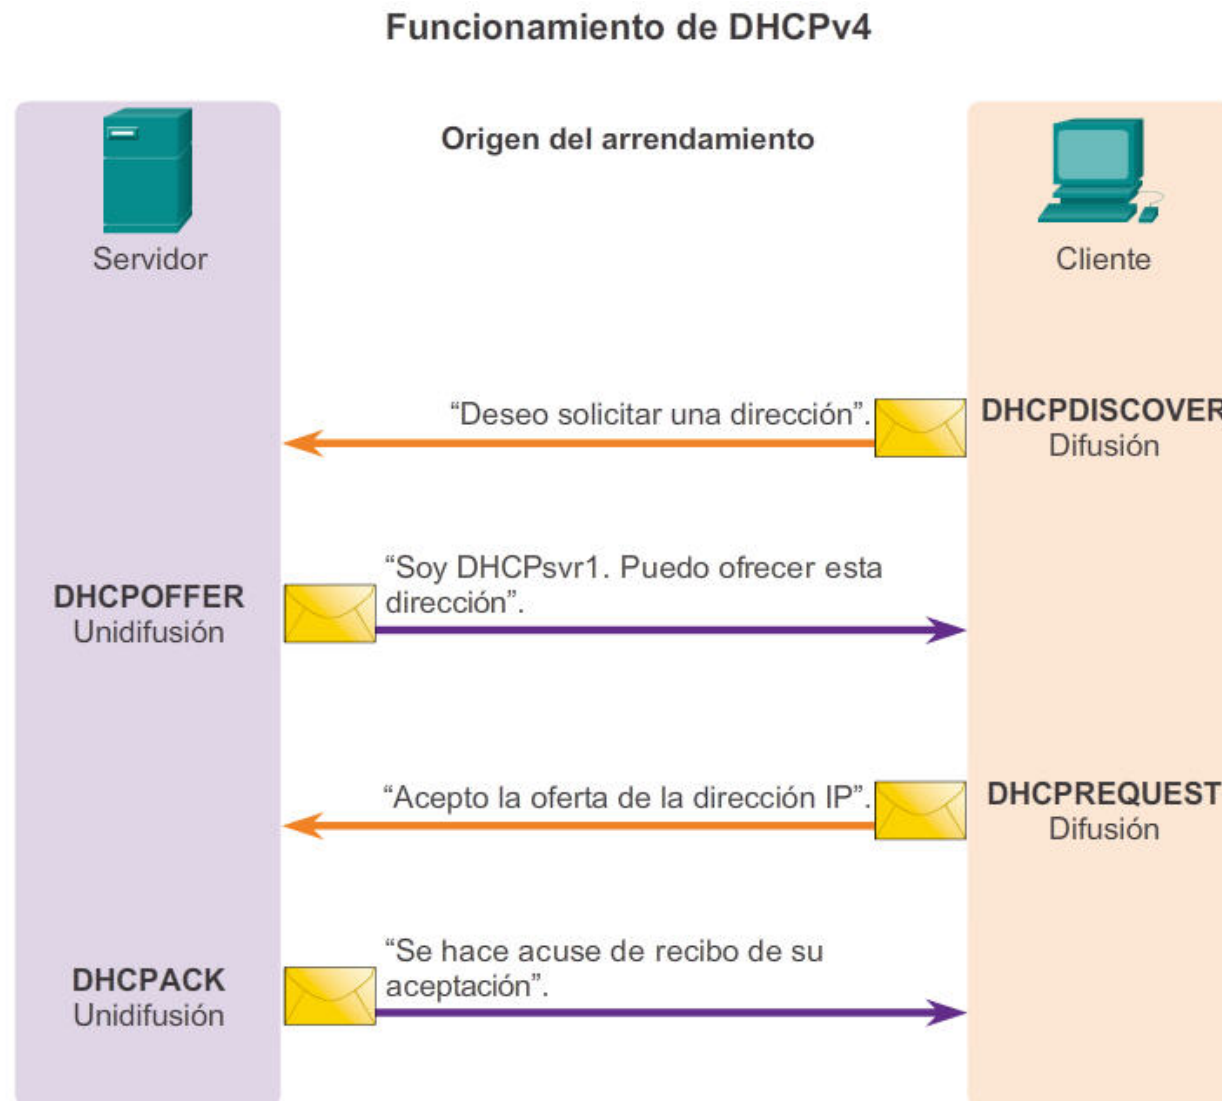 Funcionamiento de DHCPv4
Origen del arrendamiento
Servidor
Cliente
“Deseo solicitar una dirección”.
DHCPDISCOVER
Difusión
“Soy DHCPsvr1. Puedo ofrecer esta
dirección”.
DHCPOFFER
Unidifusión
“Acepto la oferta de la dirección IP”.
DHCPREQUEST
Difusión
“Se hace acuse de recibo de su
aceptación”.
DHCPACK
Unidifusión